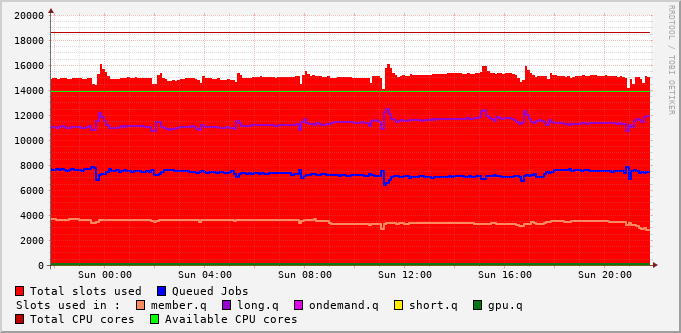 20000
18000
16000
14000
12000
10000
8000
6000
4000
2000
0
Sun 00:00 Sun 04:00 Sun 08:00 Sun 12:00 Sun 16:00 Sun 20:00
RRDTOOL / TOBI OETIKER
Total slots used Queued Jobs
Slots used in : member.q long.q ondemand.q short.q gpu.q
Total CPU cores Available CPU cores